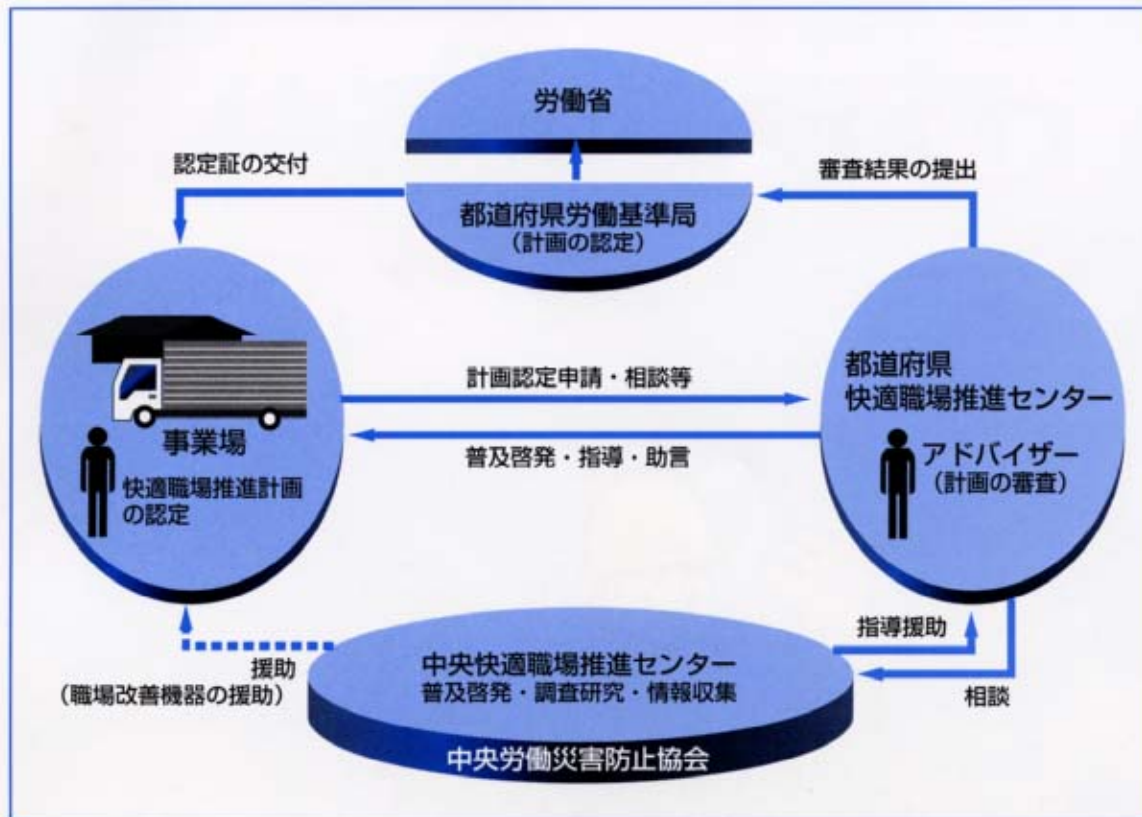 労働省
認定証の交付
審査結果の提出
都道府県労働基準局
(計画の認定)
都道府県
快適職場推進センター
計画認定申請・相談等
事業場
アドバイザー
(計画の審査)
普及啓発・指導・助言
快適職場推進計画
の認定
指導援助
援助
(職場改善機器の援助)
中央快適職場推進センター
普及啓発・調査研究・情報収集
相談
中央労働災害防止協会